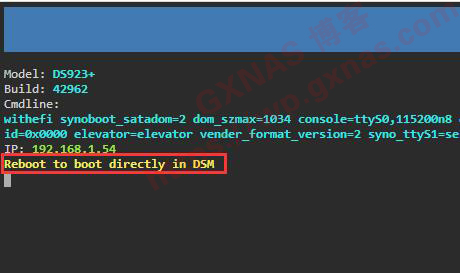 Model: DS923+
Build: 42962
Cmdline:
withefi synoboot_satadom=2 dom_szmax=1034 console=ttyS0,115200n8 e
id=0x0000 elevator=elevator vender_format_version=2 syno_ttyS1=se
IP: 192.168.1.54
Reboot to boot directly in DSM
GXNAS 博客
wp.gxnas.com